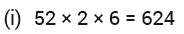 (i) 52 × 2 × 6 = 624